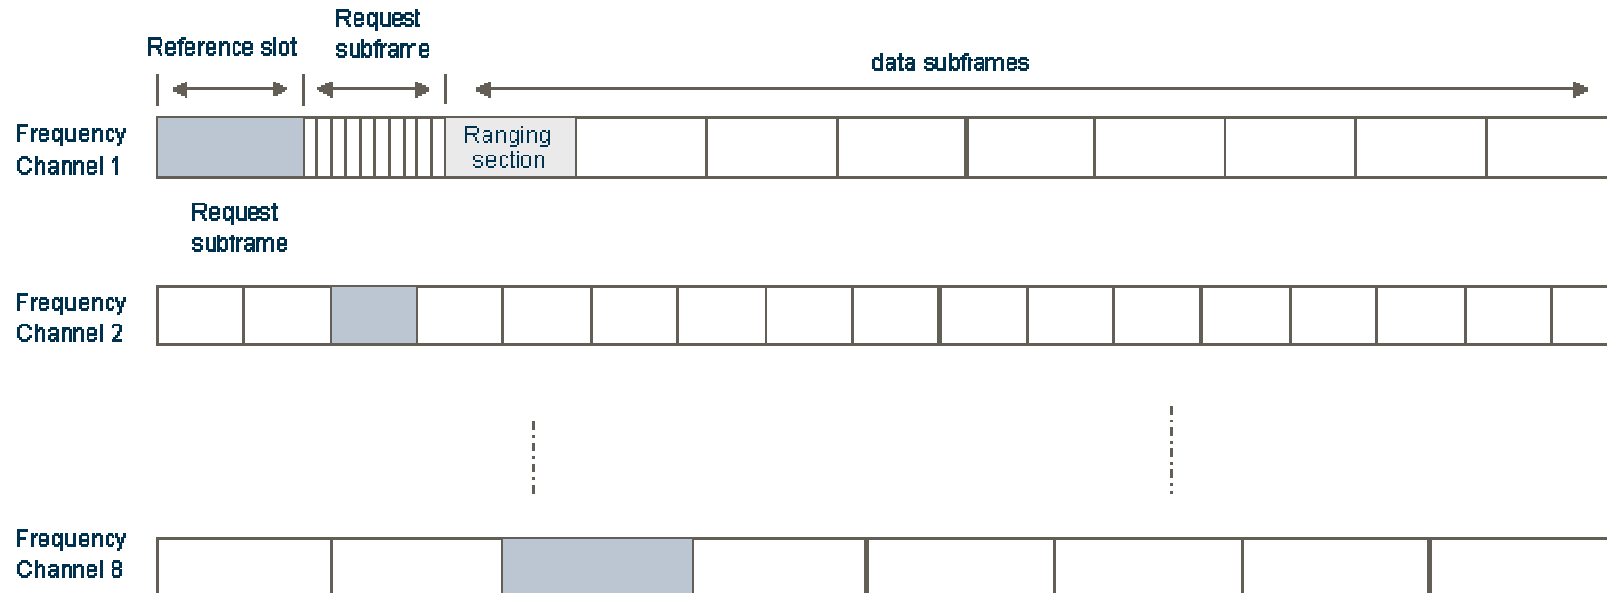 Request
subframe
Reference slot
data subframes
Frequency
Channel 1
Ranging
section
Request
subframe
Frequency
Channel 2
Frequency
Channel 8